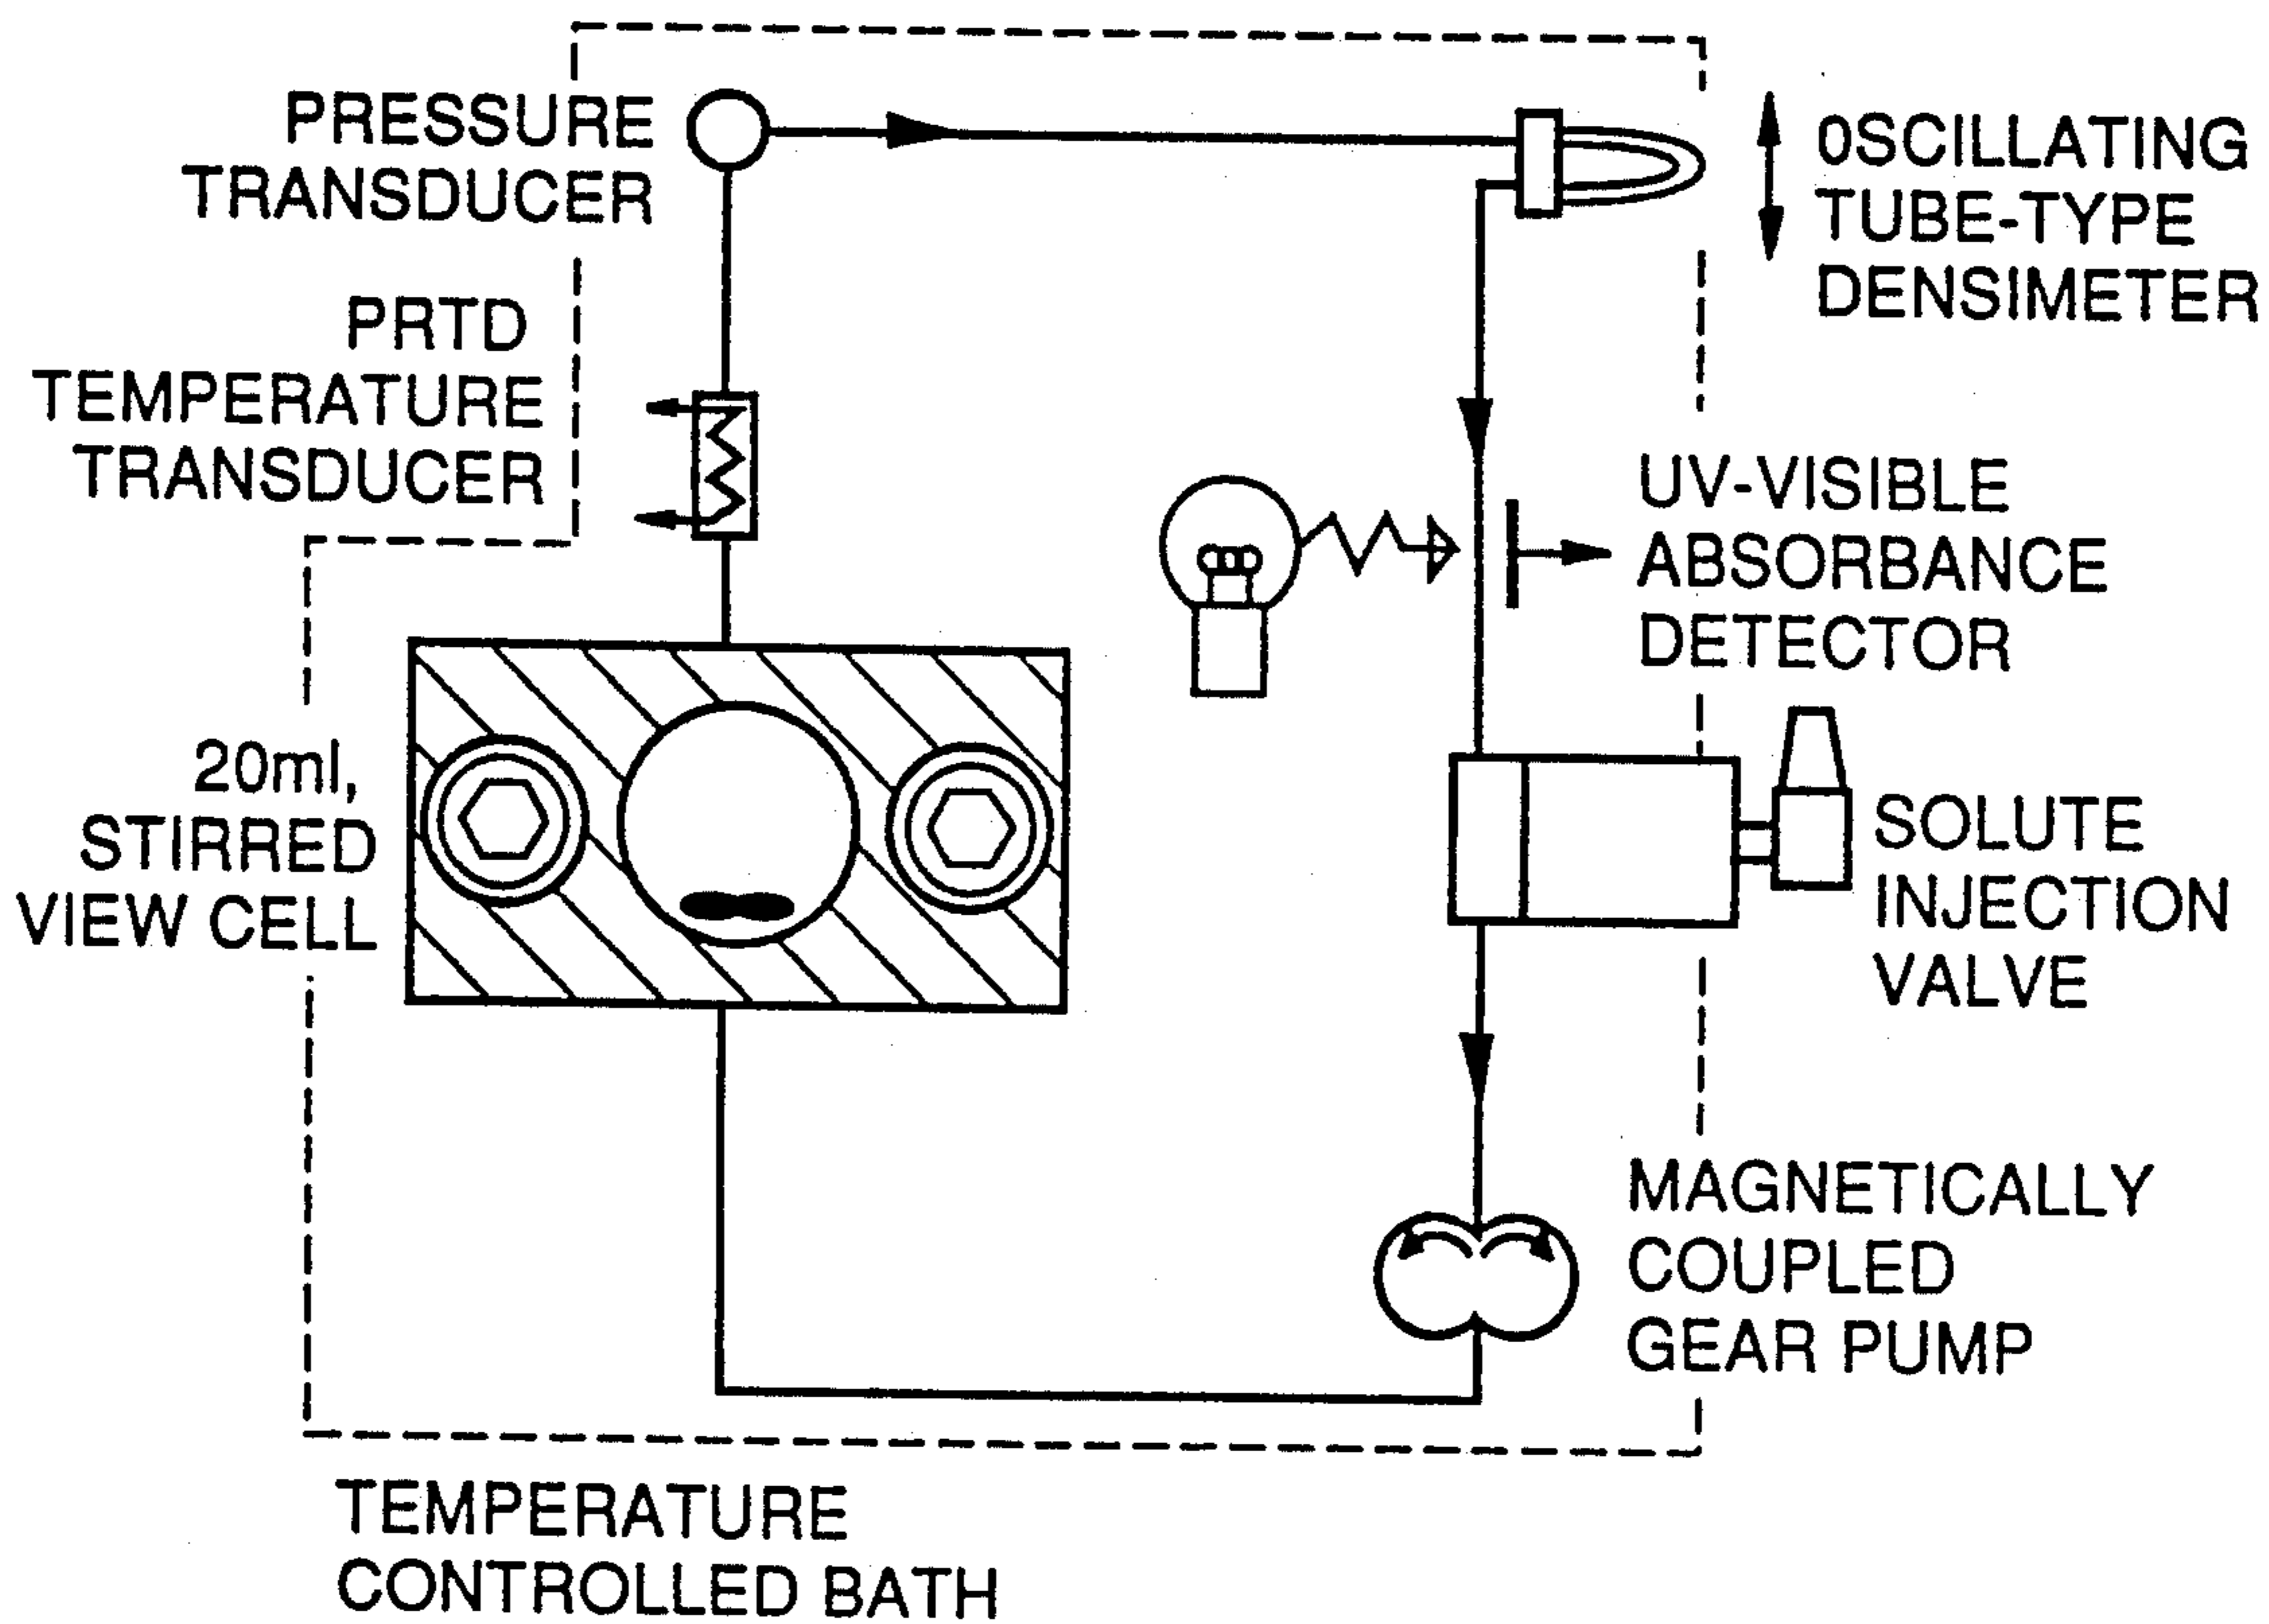 PRESSURE
TRANSDUCER
OSCILLATING
TUBE-TYPE
DENSIMETER
PRTD
TEMPERATURE
TRANSDUCER
UV-VISIBLE
ABSORBANCE
DETECTOR
20ml,
STIRRED
VIEW CELL
SOLUTE
INJECTION
VALVE
MAGNETICALLY
COUPLED
GEAR PUMP
TEMPERATURE
CONTROLLED BATH